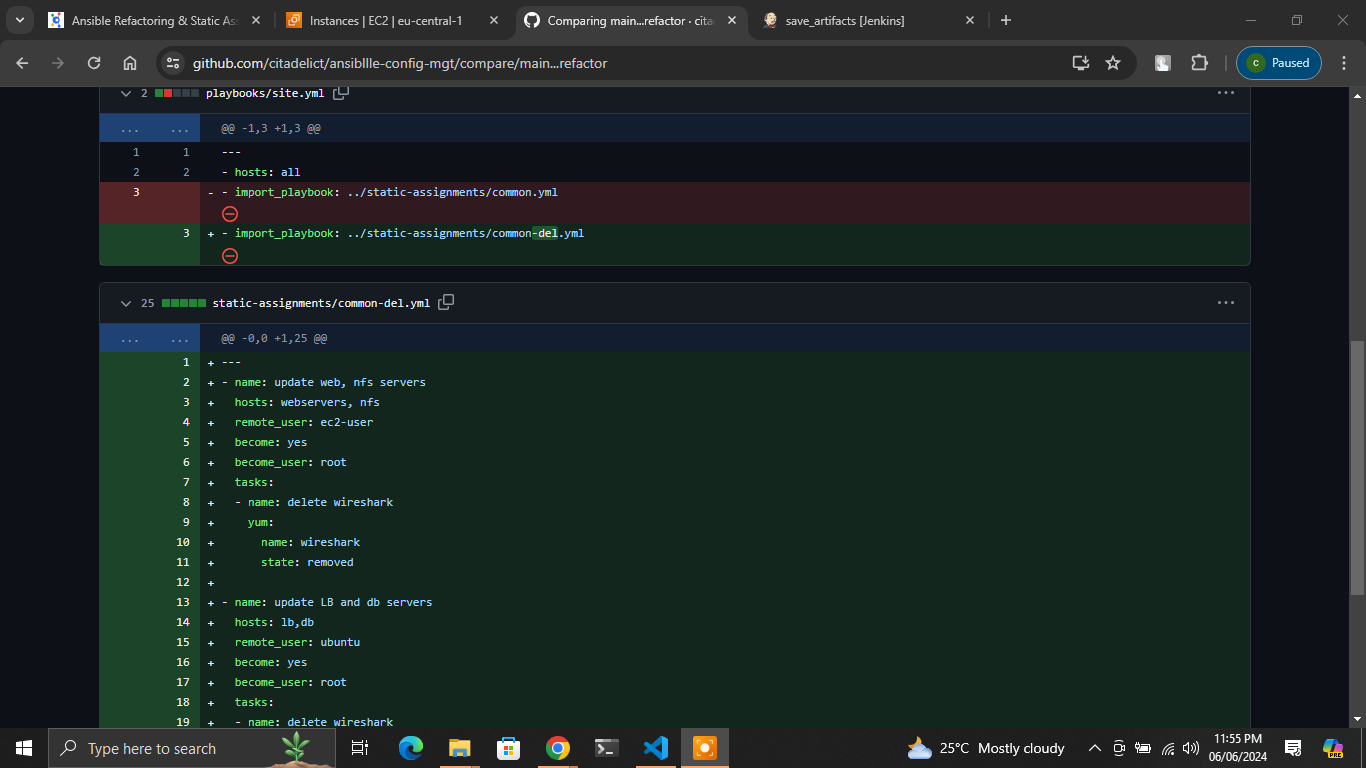 Ansible Refactoring & Static Ass
Instances | EC2 | eu-central-1
Comparing main...refactor · cita
save_artifacts [Jenkins]
github.com/citadelict/ansibllle-config-mgt/compare/main...refactor
C Paused
2 playbooks/site.yml
... ... @@ -1,3 +1,3 @@
1 1 ---
2 2 - hosts: all
3 - - import_playbook: ../static-assignments/common.yml
3 + - import_playbook: ../static-assignments/common-del.yml
25 static-assignments/common-del.yml
... ... @@ -0,0 +1,25 @@
1 + ---
2 + - name: update web, nfs servers
3 + hosts: webservers, nfs
4 + remote_user: ec2-user
5 + become: yes
6 + become_user: root
7 + tasks:
8 + - name: delete wireshark
9 + yum:
10 + name: wireshark
11 + state: removed
12 +
13 + - name: update LB and db servers
14 + hosts: lb,db
15 + remote_user: ubuntu
16 + become: yes
17 + become_user: root
18 + tasks:
19 + - name: delete wireshark
Type here to search
25°C Mostly cloudy
11:55 PM
06/06/2024
PRE